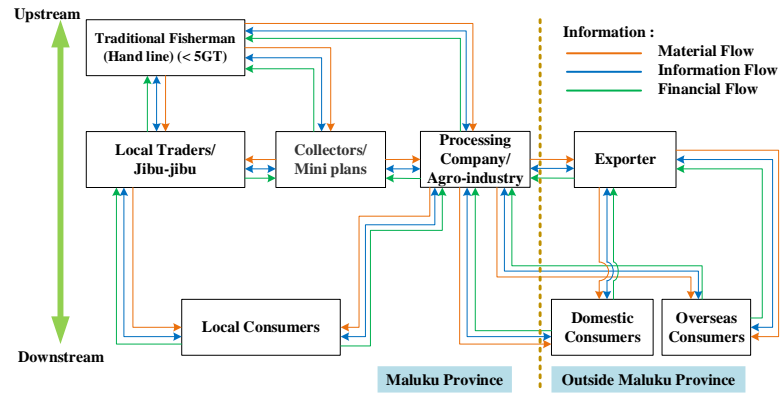 Upstream
Traditional Fisherman
(Hand line) (< 5GT)
Information :
Material Flow
Information Flow
Financial Flow
Local Traders/
Jibu-jibu
Collectors/
Mini plans
Processing
Company/
Agro-industry
Exporter
Local Consumers
Domestic
Consumers
Overseas
Consumers
Downstream
Maluku Province
Outside Maluku Province